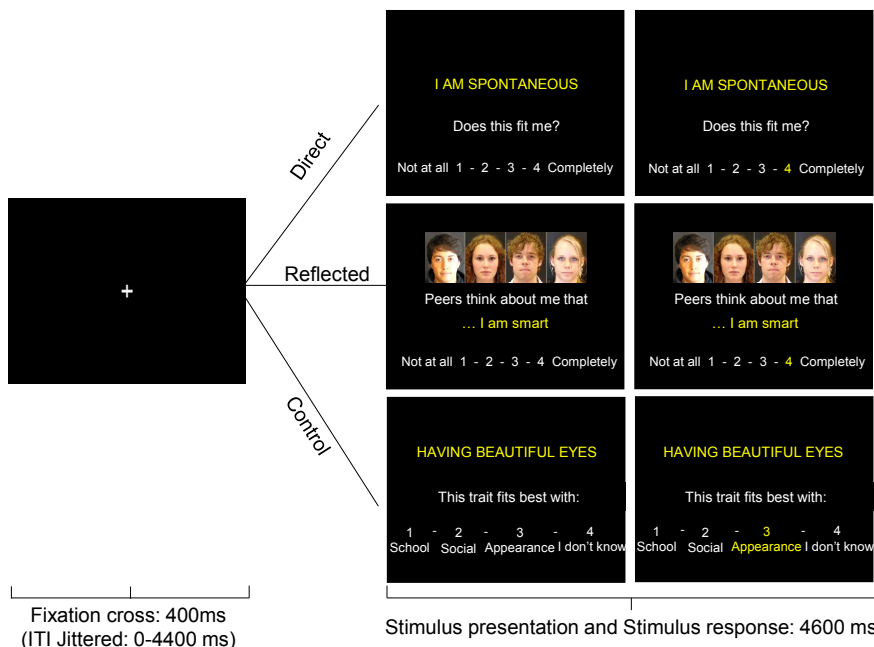 Direct
Reflected
Control
I AM SPONTANEOUS
Does this fit me?
Not at all 1 - 2 - 3 - 4 Completely
I AM SPONTANEOUS
Does this fit me?
Not at all 1 - 2 - 3 - 4 Completely
Peers think about me that
... I am smart
Not at all 1 - 2 - 3 - 4 Completely
Peers think about me that
... I am smart
Not at all 1 - 2 - 3 - 4 Completely
HAVING BEAUTIFUL EYES
This trait fits best with:
1 - 2 - 3 - 4
School Social Appearance I don't know
HAVING BEAUTIFUL EYES
This trait fits best with:
1 - 2 - 3 - 4
School Social Appearance I don't know
Fixation cross: 400ms
(ITI Jittered: 0-4400 ms)
Stimulus presentation and Stimulus response: 4600 ms